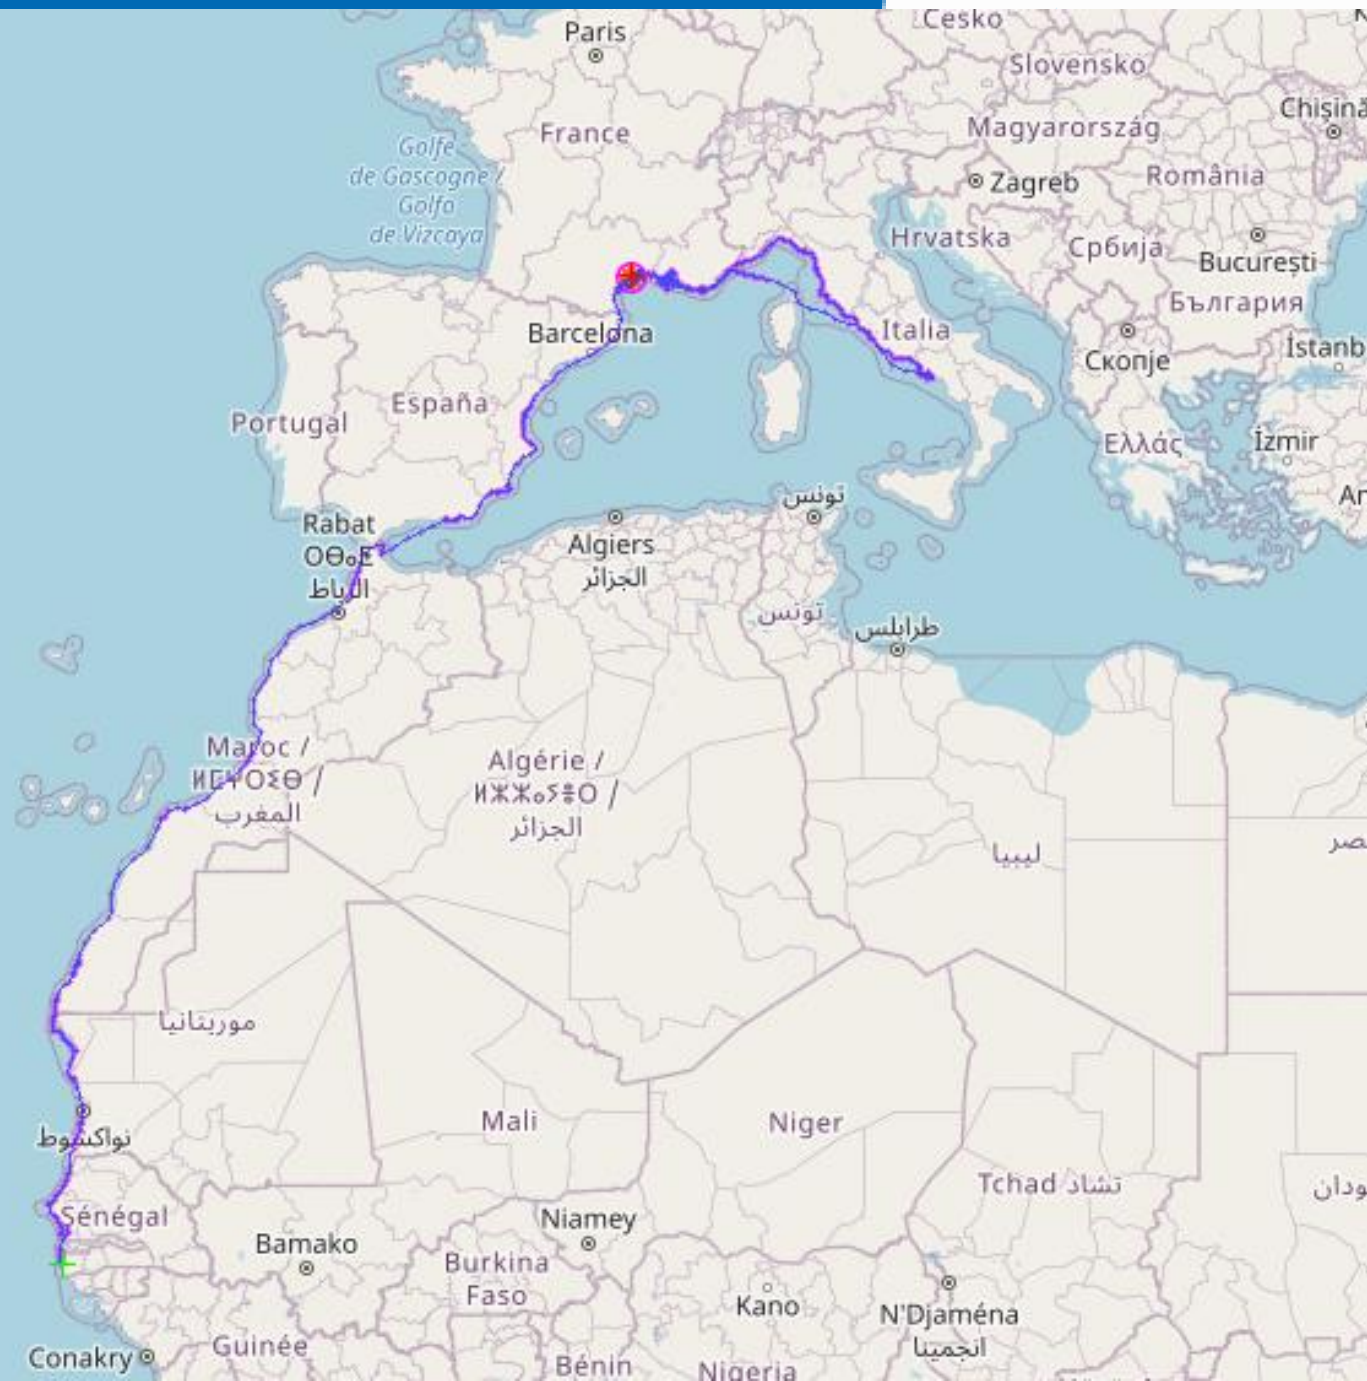 Česko
Paris
Slovensko
Chișină
France
Magyarország
Golfe
de Gascogne /
Golfo
de Vizcaya
Zagreb
România
Hrvatska
Србија
București
България
Barcelona
Italia
Скопје
İstanb
España
Portugal
Ελλάς
İzmir
An
تونس
Rabat
ⵔⴱⴰⵟ
الرباط
Algiers
الجزائر
تونس
طرابلس
Maroc /
ⵍⵎⵖⵔⵉⴱ /
المغرب
Algérie /
ⵍⵣⵣⴰⵢⴻⵔ /
الجزائر
ليبيا
موريتانيا
نواكشوط
Mali
Niger
Tchad تشاد
Sénégal
Niamey
Bamako
Burkina
Faso
Kano
N'Djaména
انجمينا
Conakry
Guinée
Bénin
Nigeria